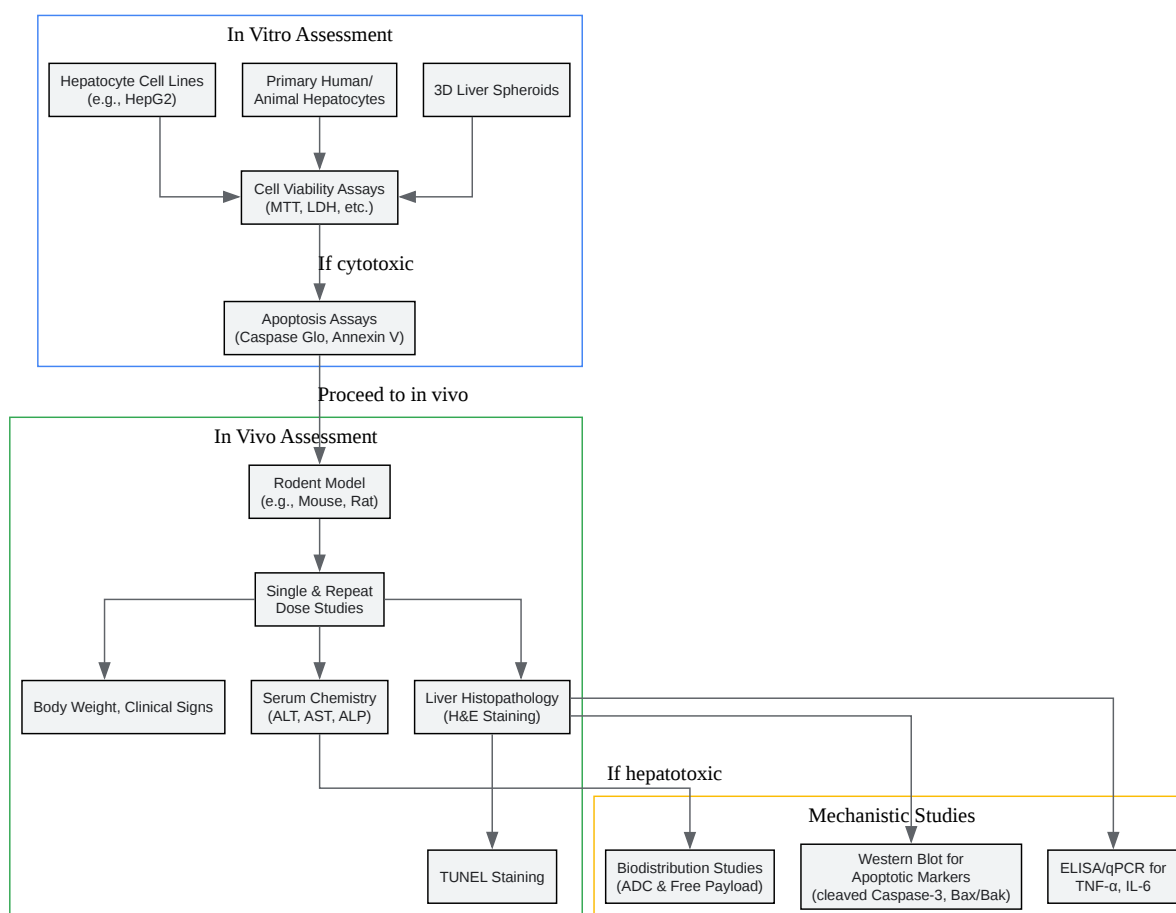 In Vitro Assessment
Hepatocyte Cell Lines
(e.g., HepG2)
Primary Human/
Animal Hepatocytes
3D Liver Spheroids
Cell Viability Assays
(MTT, LDH, etc.)
If cytotoxic
Apoptosis Assays
(Caspase Glo, Annexin V)
Proceed to in vivo
In Vivo Assessment
Rodent Model
(e.g., Mouse, Rat)
Single & Repeat
Dose Studies
Body Weight, Clinical Signs
Serum Chemistry
(ALT, AST, ALP)
Liver Histopathology
(H&E Staining)
If hepatotoxic
Mechanistic Studies
TUNEL Staining
Biodistribution Studies
(ADC & Free Payload)
Western Blot for
Apoptotic Markers
(cleaved Caspase-3, Bax/Bak)
ELISA/qPCR for
TNF-α, IL-6